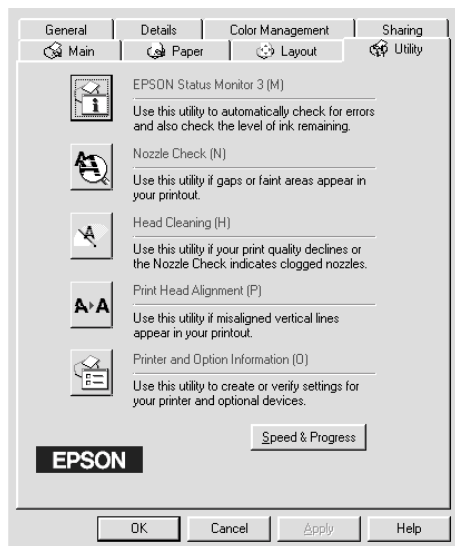 General Details Color Management Sharing
Main Paper Layout Utility
EPSON Status Monitor 3 (M)
Use this utility to automatically check for errors
and also check the level of ink remaining.
Nozzle Check (N)
Use this utility if gaps or faint areas appear in
your printout.
Head Cleaning (H)
Use this utility if your print quality declines or
the Nozzle Check indicates clogged nozzles.
Print Head Alignment (P)
Use this utility if misaligned vertical lines
appear in your printout.
Printer and Option Information (O)
Use this utility to create or verify settings for
your printer and optional devices.
Speed & Progress
EPSON
OK Cancel Apply Help